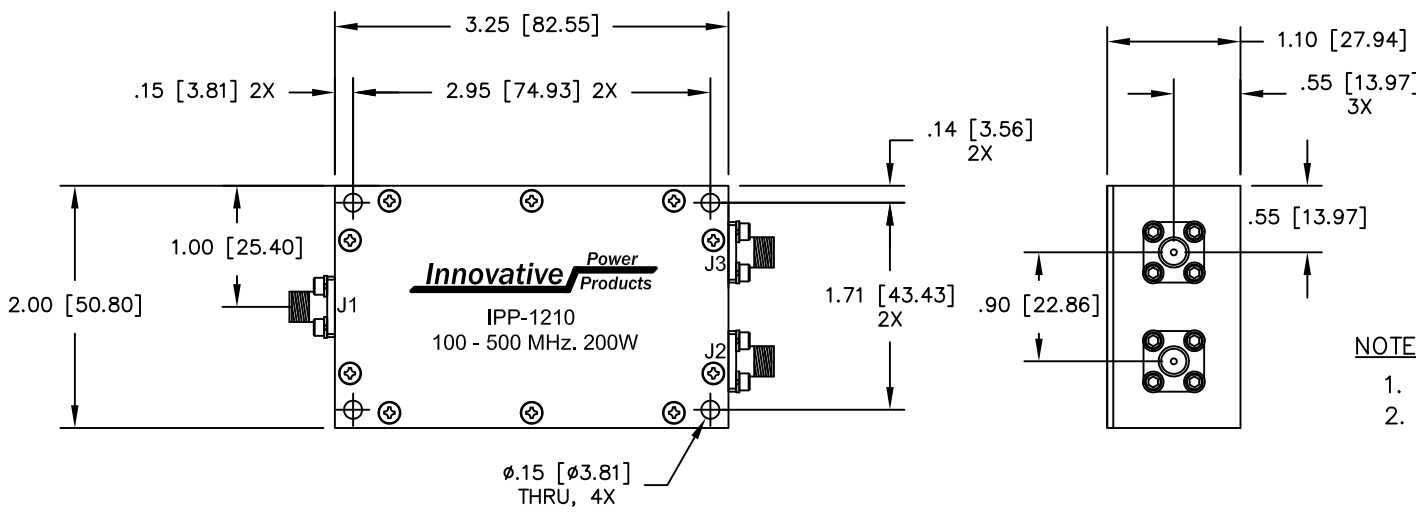 3.25 [82.55]
.15 [3.81] 2X
2.95 [74.93] 2X
.14 [3.56]
2X
1.00 [25.40]
2.00 [50.80]
J1
J3
J2
Innovative Power
Products
IPP-1210
100 - 500 MHz. 200W
1.71 [43.43]
2X
ø.15 [ø3.81]
THRU, 4X
1.10 [27.94]
.55 [13.97]
3X
.55 [13.97]
.90 [22.86]
NOTE
1.
2.